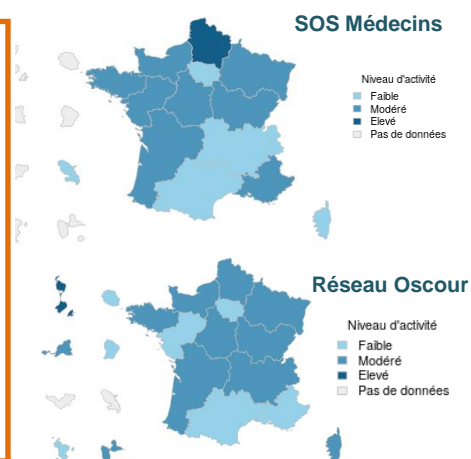 SOS Médecins
Niveau d'activité
Faible
Modéré
Elevé
Pas de données
Réseau Oscour
Niveau d'activité
Faible
Modéré
Elevé
Pas de données